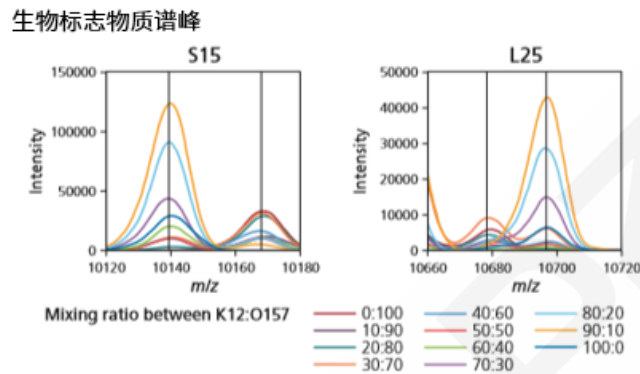 生物标志物质谱峰
S15
L25
Intensity
150000
100000
50000
0
10120 10140 10160 10180
m/z
Intensity
50000
40000
30000
20000
10000
0
10660 10680 10700 10720
m/z
Mixing ratio between K12:O157
0:100 40:60 80:20
10:90 50:50 90:10
20:80 60:40 100:0
30:70 70:30